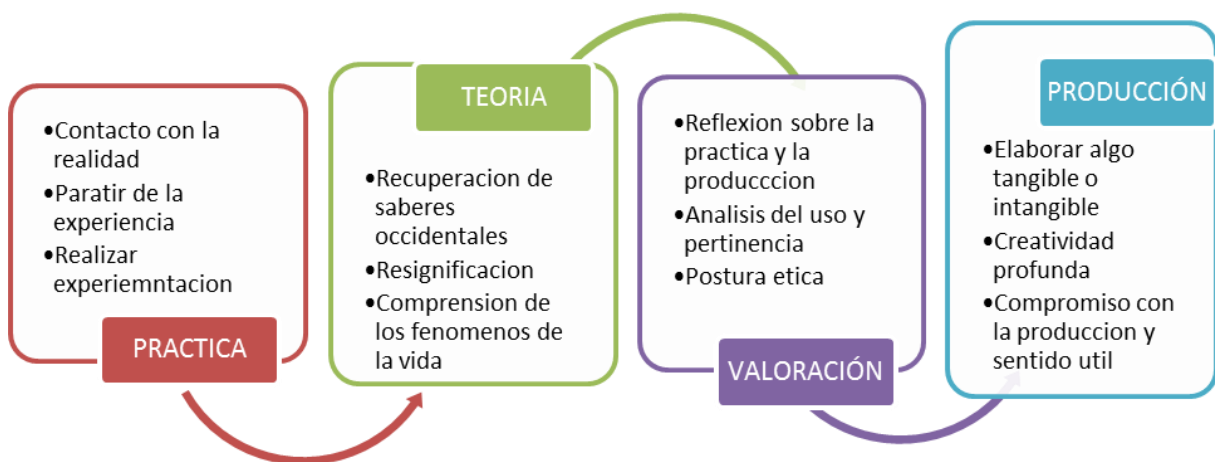 •Contacto con la
realidad
•Paratir de la
experiencia
•Realizar
experiemntacion
PRACTICA
TEORIA
•Recuperacion de
saberes
occidentales
•Resignificacion
•Comprension de
los fenomenos de
la vida
•Reflexion sobre la
practica y la
producccion
•Analisis del uso y
pertinencia
•Postura etica
VALORACIÓN
PRODUCCIÓN
•Elaborar algo
tangible o
intangible
•Creatividad
profunda
•Compromiso con
la produccion y
sentido util